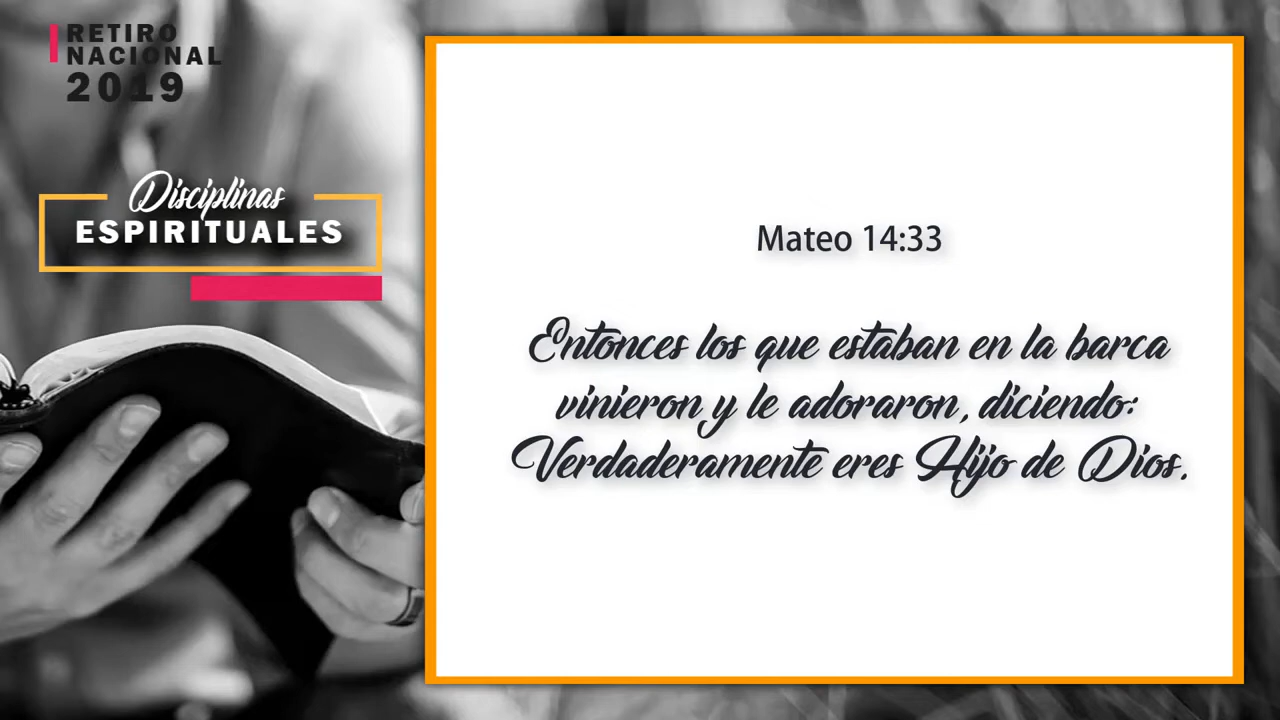 RETIRO
NACIONAL
2019
Disciplinas
ESPIRITUALES
Mateo 14:33
Entonces los que estaban en la barca
vinieron y le adoraron, diciendo:
Verdaderamente eres Hijo de Dios.